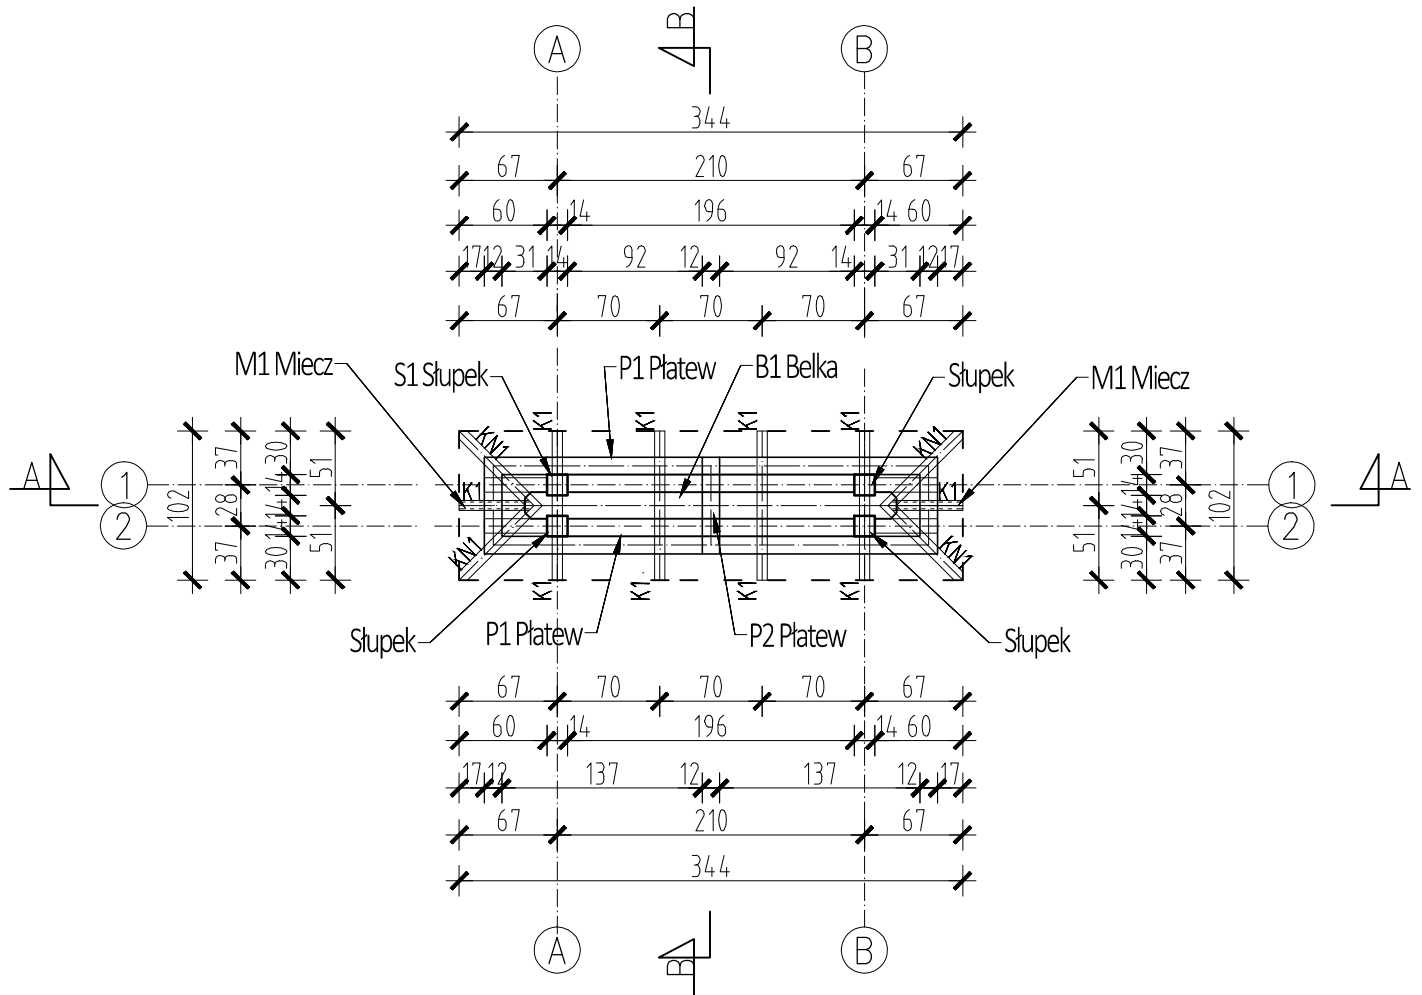 B
A B
344
67 210 67
60 14 196 14 60
17 12 31 14 92 12 92 14 31 12 17
67 70 70 70 67
M1 Miecz S1 Słupek P1 Płatew B1 Belka Słupek M1 Miecz
K1 K1 K1 K1
KN1 KN1
A A
1 1
2 2
102 37 28 37 30 14 14 14 30 51 51
K1 K1
51 51 30 14 14 14 30 37 28 37 102
KN1 KN1
K1 K1 K1 K1
Słupek P1 Płatew P2 Płatew Słupek
67 70 70 70 67
60 14 196 14 60
17 12 137 12 137 12 17
67 210 67
344
A B
B